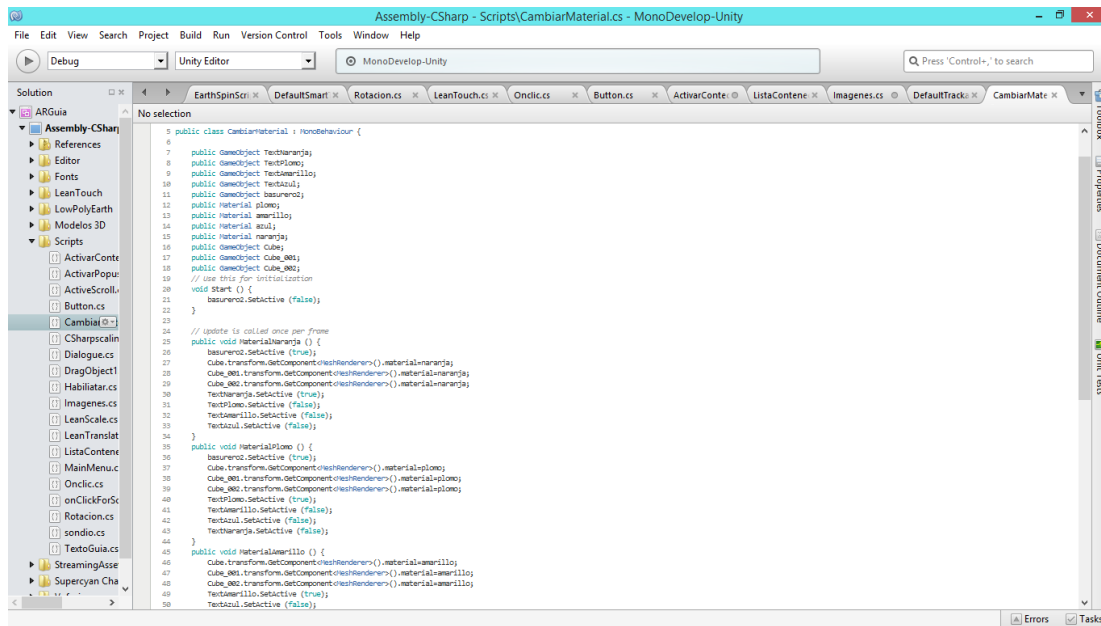 Assembly-CSharp - Scripts\CambiarMaterial.cs - MonoDevelop-Unity
File Edit View Search Project Build Run Version Control Tools Window Help
Debug Unity Editor MonoDevelop-Unity Press 'Control+,' to search
Solution
EarthSpinScri DefaultSmart Rotacion.cs LeanTouch.cs Onclic.cs Button.cs ActivarConte ListaContene Imagenes.cs DefaultTracka CambiarMate
No selection
ARGuia
Assembly-CSharp
References
Editor
Fonts
LeanTouch
LowPolyEarth
Modelos 3D
Scripts
ActivarConte
ActivarPopu
ActiveScroll.
Button.cs
Cambia
CSharpscalin
Dialogue.cs
DragObject1
Habiliatar.cs
Imagenes.cs
LeanScale.cs
LeanTranslat
ListaContene
MainMenu.c
Onclic.cs
onClickForSc
Rotacion.cs
sondio.cs
TextoGuia.cs
StreamingAsse
Supercyan Cha
5 public class CambiarMaterial : MonoBehaviour {
6
7 public GameObject TextNaranja;
8 public GameObject TextPlomo;
9 public GameObject TextAmarillo;
10 public GameObject TextAzul;
11 public GameObject basurero2;
12 public Material plomo;
13 public Material amarillo;
14 public Material azul;
15 public Material naranja;
16 public GameObject Cube;
17 public GameObject Cube_001;
18 public GameObject Cube_002;
19 // Use this for initialization
20 void Start () {
21 basurero2.SetActive (false);
22 }
23
24 // Update is called once per frame
25 public void MaterialNaranja () {
26 basurero2.SetActive (true);
27 Cube.transform.GetComponent<MeshRenderer>().material=naranja;
28 Cube_001.transform.GetComponent<MeshRenderer>().material=naranja;
29 Cube_002.transform.GetComponent<MeshRenderer>().material=naranja;
30 TextNaranja.SetActive (true);
31 TextPlomo.SetActive (false);
32 TextAmarillo.SetActive (false);
33 TextAzul.SetActive (false);
34 }
35 public void MaterialPlomo () {
36 basurero2.SetActive (true);
37 Cube.transform.GetComponent<MeshRenderer>().material=plomo;
38 Cube_001.transform.GetComponent<MeshRenderer>().material=plomo;
39 Cube_002.transform.GetComponent<MeshRenderer>().material=plomo;
40 TextPlomo.SetActive (true);
41 TextAmarillo.SetActive (false);
42 TextAzul.SetActive (false);
43 TextNaranja.SetActive (false);
44 }
45 public void MaterialAmarillo () {
46 Cube.transform.GetComponent<MeshRenderer>().material=amarillo;
47 Cube_001.transform.GetComponent<MeshRenderer>().material=amarillo;
48 Cube_002.transform.GetComponent<MeshRenderer>().material=amarillo;
49 TextAmarillo.SetActive (true);
50 TextAzul.SetActive (false);
Toolbox
Properties
Document Outline
Unit Tests
Errors Tasks